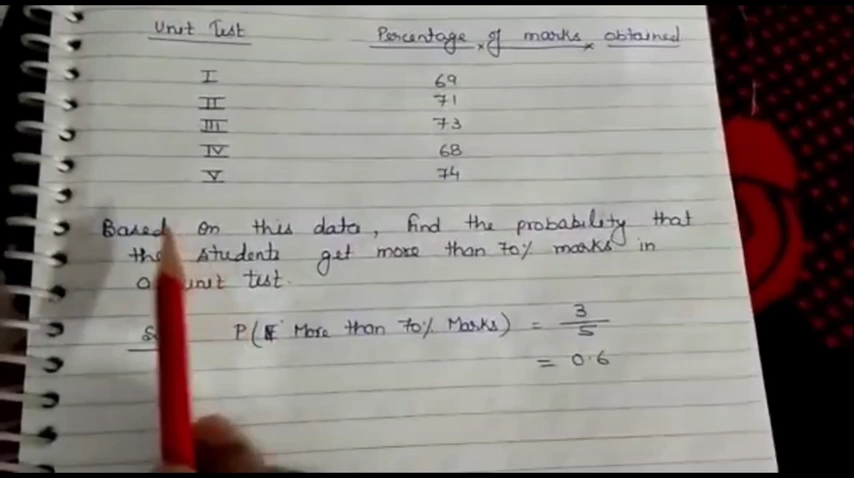 Unit Test Percentage of marks obtained
I 69
II 71
III 73
IV 68
V 74
Based on this data, find the probability that
the students get more than 70% marks in
unit test.
P( More than 70% Marks) = 3/5
= 0.6